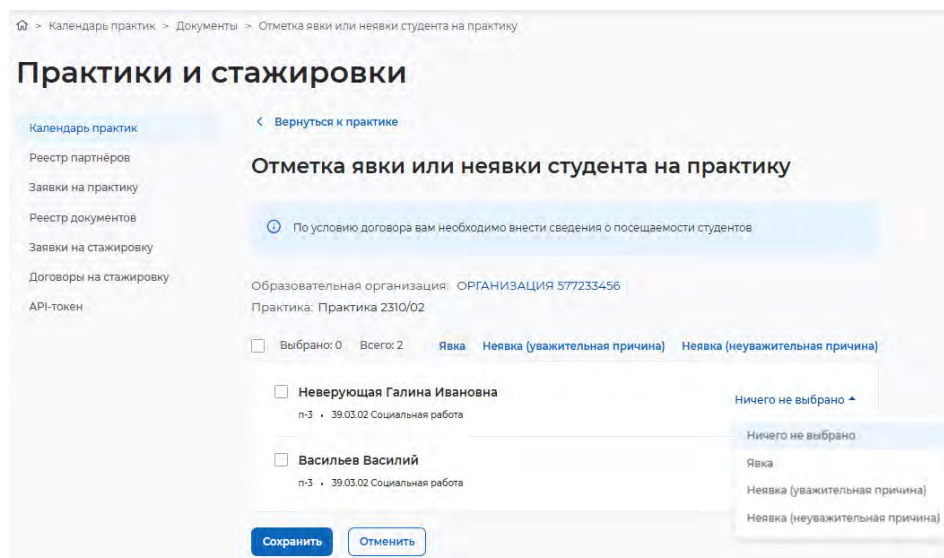 > Календарь практик > Документы > Отметка явки или неявки студента на практику
Практики и стажировки
Календарь практик
Реестр партнёров
Заявки на практику
Реестр документов
Заявки на стажировку
Договоры на стажировку
API-токен
< Вернуться к практике
Отметка явки или неявки студента на практику
По условию договора вам необходимо внести сведения о посещаемости студентов
Образовательная организация: ОРГАНИЗАЦИЯ 577233456
Практика: Практика 2310/02
Выбрано: 0 Всего: 2 Явка Неявка (уважительная причина) Неявка (неуважительная причина)
Неверующая Галина Ивановна
п-3 • 39.03.02 Социальная работа
Ничего не выбрано
Васильев Василий
п-3 • 39.03.02 Социальная работа
Ничего не выбрано
Явка
Неявка (уважительная причина)
Неявка (неуважительная причина)
Сохранить Отменить